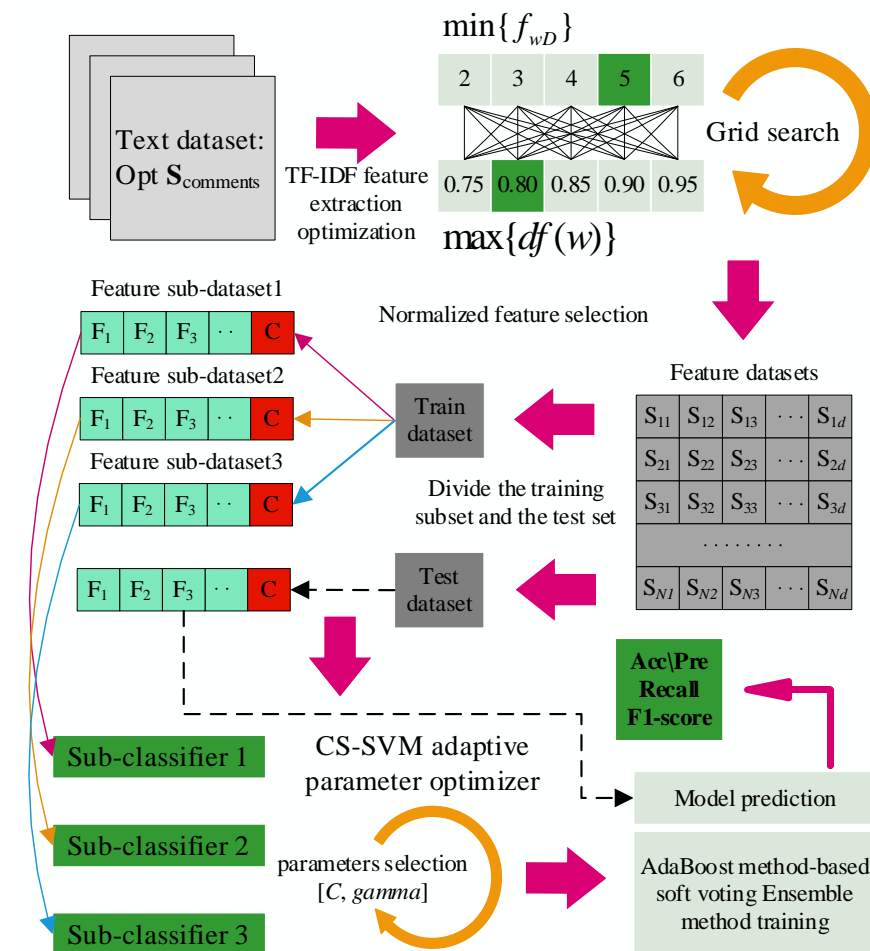 min{f_wD}
2 3 4 5 6
Text dataset:
Opt S_comments
Grid search
TF-IDF feature
extraction
optimization
0.75 0.80 0.85 0.90 0.95
max{df(w)}
Feature sub-dataset1
Normalized feature selection
F1 F2 F3 ·· C
Feature sub-dataset2
Feature datasets
F1 F2 F3 ·· C
Train
dataset
S11 S12 S13 ··· S1d
S21 S22 S23 ··· S2d
Feature sub-dataset3
Divide the training
subset and the test set
F1 F2 F3 ·· C
S31 S32 S33 ··· S3d
········
F1 F2 F3 ·· C
Test
dataset
SN1 SN2 SN3 ··· SNd
Acc\Pre
Recall
F1-score
Sub-classifier 1
CS-SVM adaptive
parameter optimizer
Model prediction
Sub-classifier 2
parameters selection
[C, gamma]
AdaBoost method-based
soft voting Ensemble
method training
Sub-classifier 3